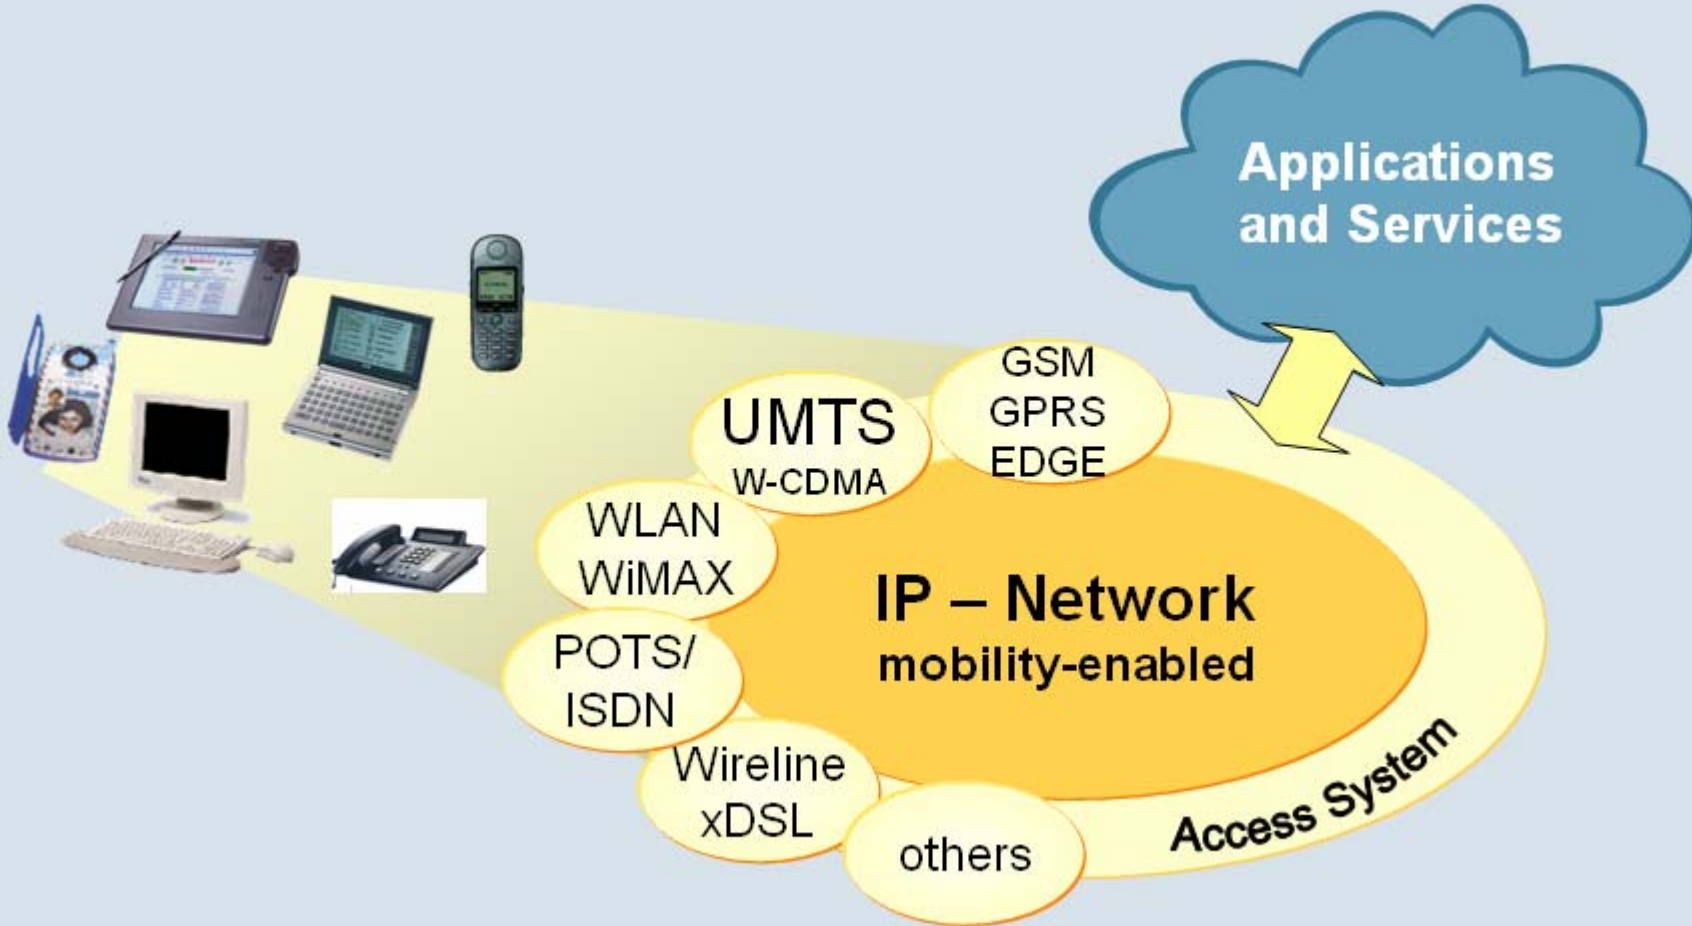 Applications
and Services
GSM
GPRS
EDGE
UMTS
W-CDMA
WLAN
WiMAX
IP – Network
mobility-enabled
POTS/
ISDN
Wireline
xDSL
others
Access System